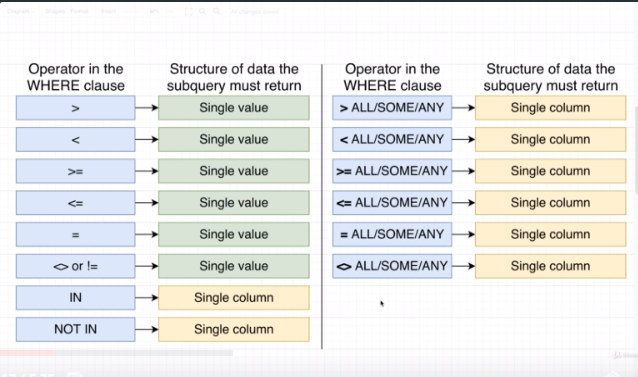 Operator in the
WHERE clause
Structure of data the
subquery must return
>
Single value
<
Single value
>=
Single value
<=
Single value
=
Single value
<> or !=
Single value
IN
Single column
NOT IN
Single column
Operator in the
WHERE clause
Structure of data the
subquery must return
> ALL/SOME/ANY
Single column
< ALL/SOME/ANY
Single column
>= ALL/SOME/ANY
Single column
<= ALL/SOME/ANY
Single column
= ALL/SOME/ANY
Single column
<> ALL/SOME/ANY
Single column